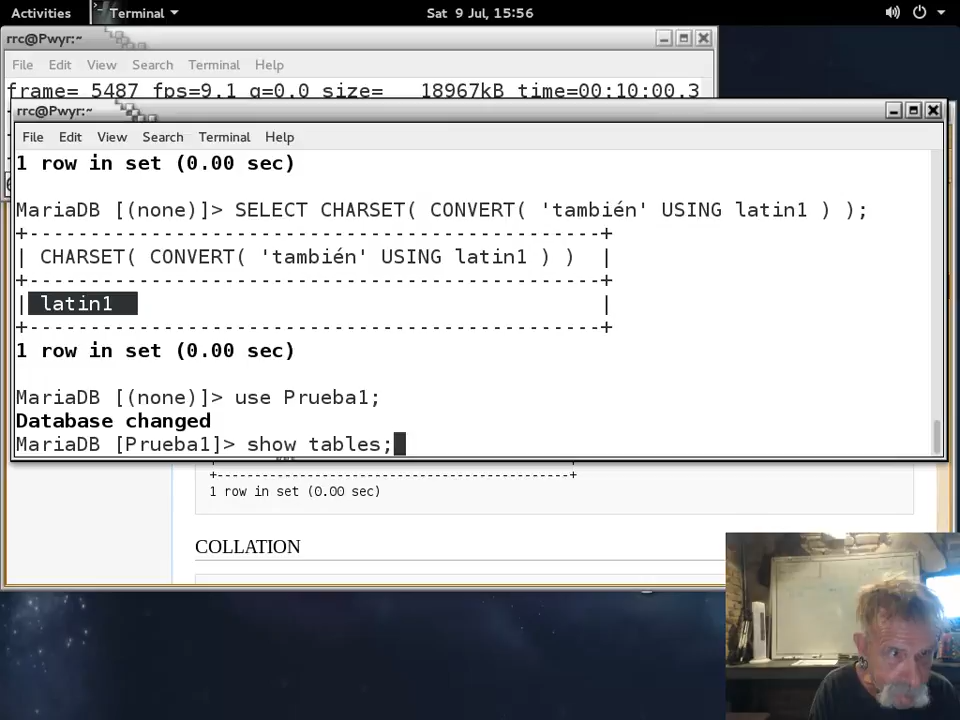 Activities Terminal Sat 9 Jul, 15:56
rrc@Pwyr:~
File Edit View Search Terminal Help
frame= 5487 fps=9.1 q=0.0 size= 18967kB time=00:10:00.3
rrc@Pwyr:~
File Edit View Search Terminal Help
1 row in set (0.00 sec)
MariaDB [(none)]> SELECT CHARSET( CONVERT( 'también' USING latin1 ) );
+-----------------------------------------------+
| CHARSET( CONVERT( 'también' USING latin1 ) ) |
+-----------------------------------------------+
| latin1 |
+-----------------------------------------------+
1 row in set (0.00 sec)
MariaDB [(none)]> use Prueba1;
Database changed
MariaDB [Prueba1]> show tables;
+-----------------------------------------------+
1 row in set (0.00 sec)
COLLATION